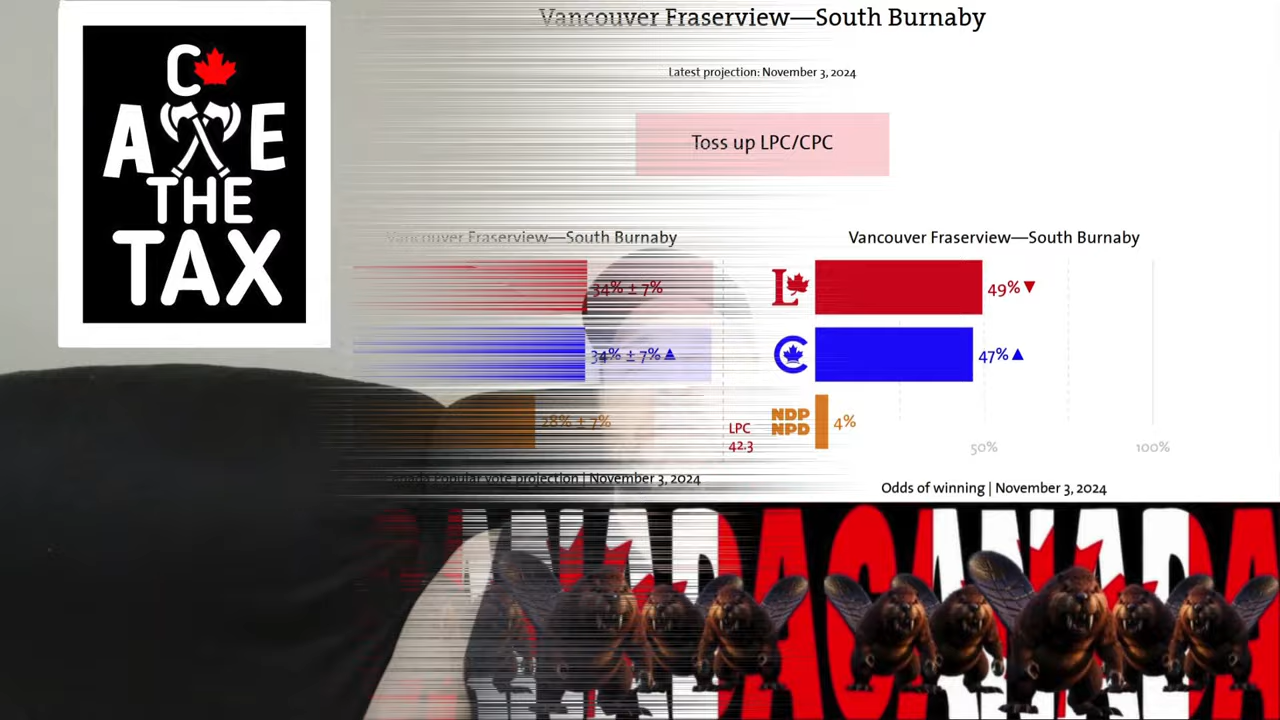 C
A E
THE
TAX
Vancouver Fraserview—South Burnaby
Latest projection: November 3, 2024
Toss up LPC/CPC
Vancouver Fraserview—South Burnaby
34% ± 7%
34% ± 7% ▲
28% ± 7%
LPC
42.3
Popular vote projection | November 3, 2024
Vancouver Fraserview—South Burnaby
L
49% ▼
C
47% ▲
NDP
NPD
4%
50%
100%
Odds of winning | November 3, 2024
CANADA
CANADA